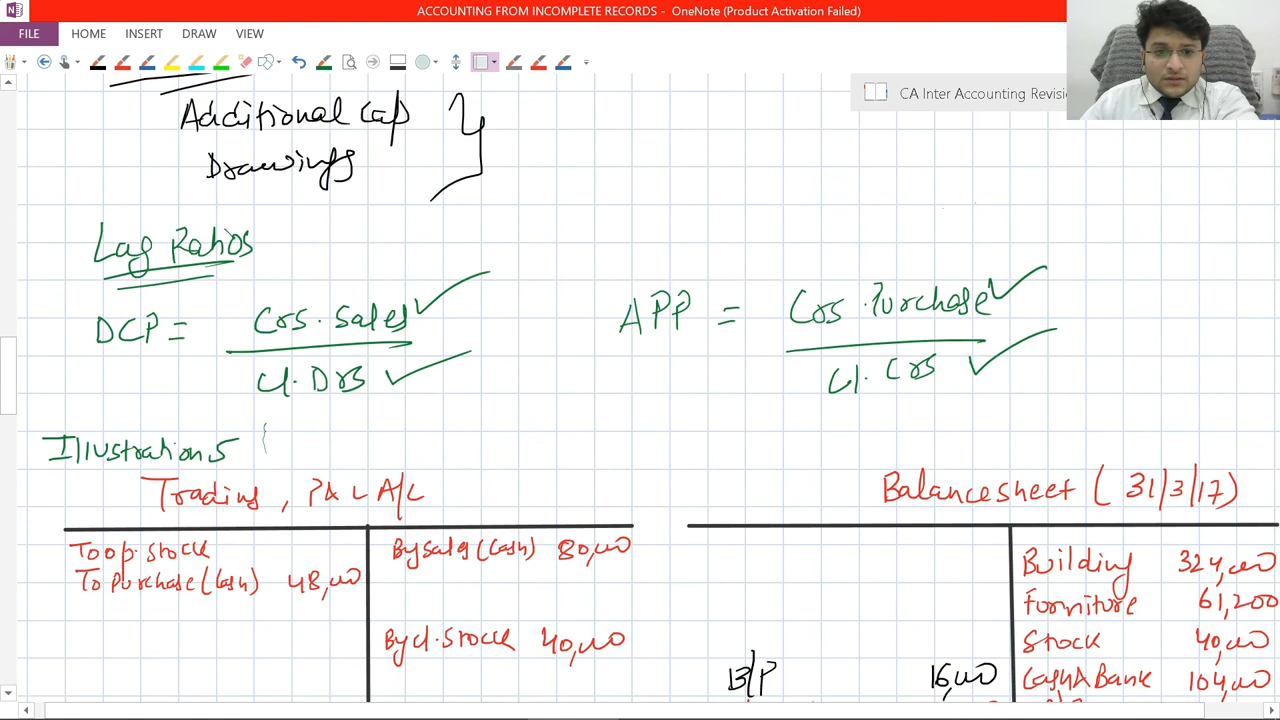 ACCOUNTING FROM INCOMPLETE RECORDS - OneNote (Product Activation Failed)
FILE HOME INSERT DRAW VIEW
CA Inter Accounting Revisi
Additional Cap
Drawings
Lag Ratios
DCP = Crs. Sales / Cl. Drs
APP = Crs. Purchase / Cl. Crs
Illustration 5
Trading, P & L A/c
Balance sheet ( 31/3/17)
To op. stock
By sales (Cash) 80,000
To Purchase (Cash) 48,000
By cl. stock 40,000
Building 324,000
Furniture 61,200
Stock 40,000
B/P 16,000
Cash & Bank 104,000